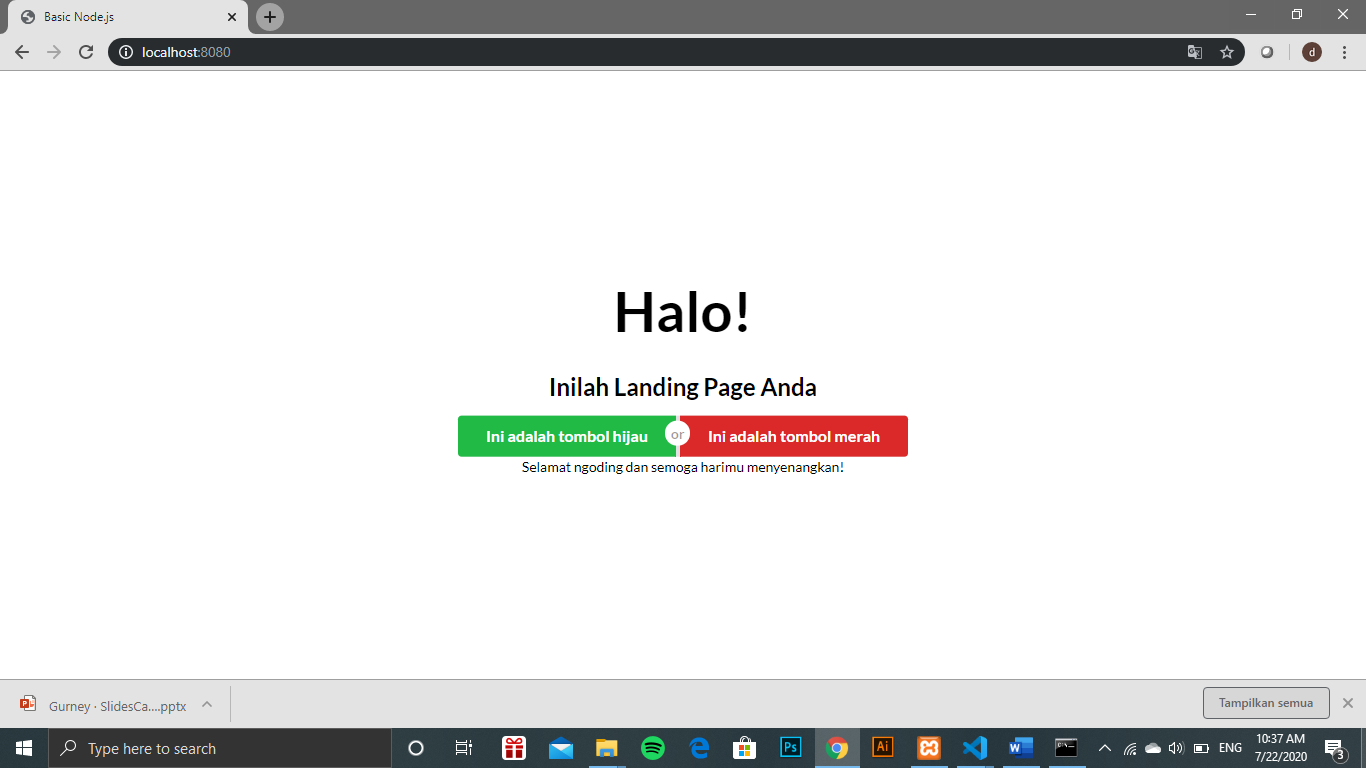 Basic Node.js
localhost:8080
d
Halo!
Inilah Landing Page Anda
Ini adalah tombol hijau or Ini adalah tombol merah
Selamat ngoding dan semoga harimu menyenangkan!
Gurney · SlidesCa....pptx
Tampilkan semua
Type here to search
Ps
Ai
W
ENG
10:37 AM
7/22/2020
3